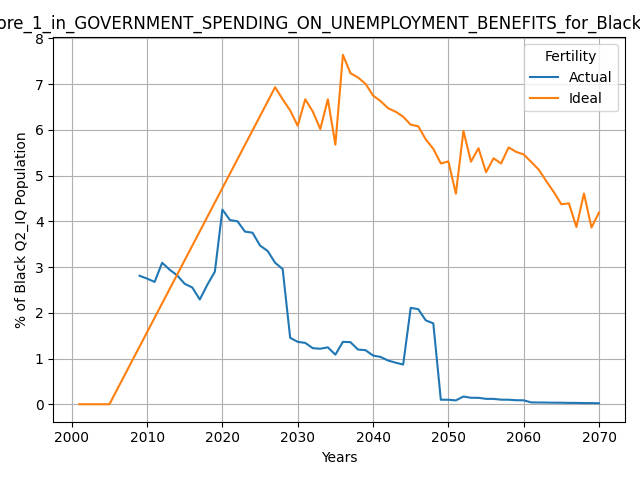 ore_1_in_GOVERNMENT_SPENDING_ON_UNEMPLOYMENT_BENEFITS_for_Black
Fertility
Actual
Ideal
% of Black Q2_IQ Population
8
7
6
5
4
3
2
1
0
2000 2010 2020 2030 2040 2050 2060 2070
Years